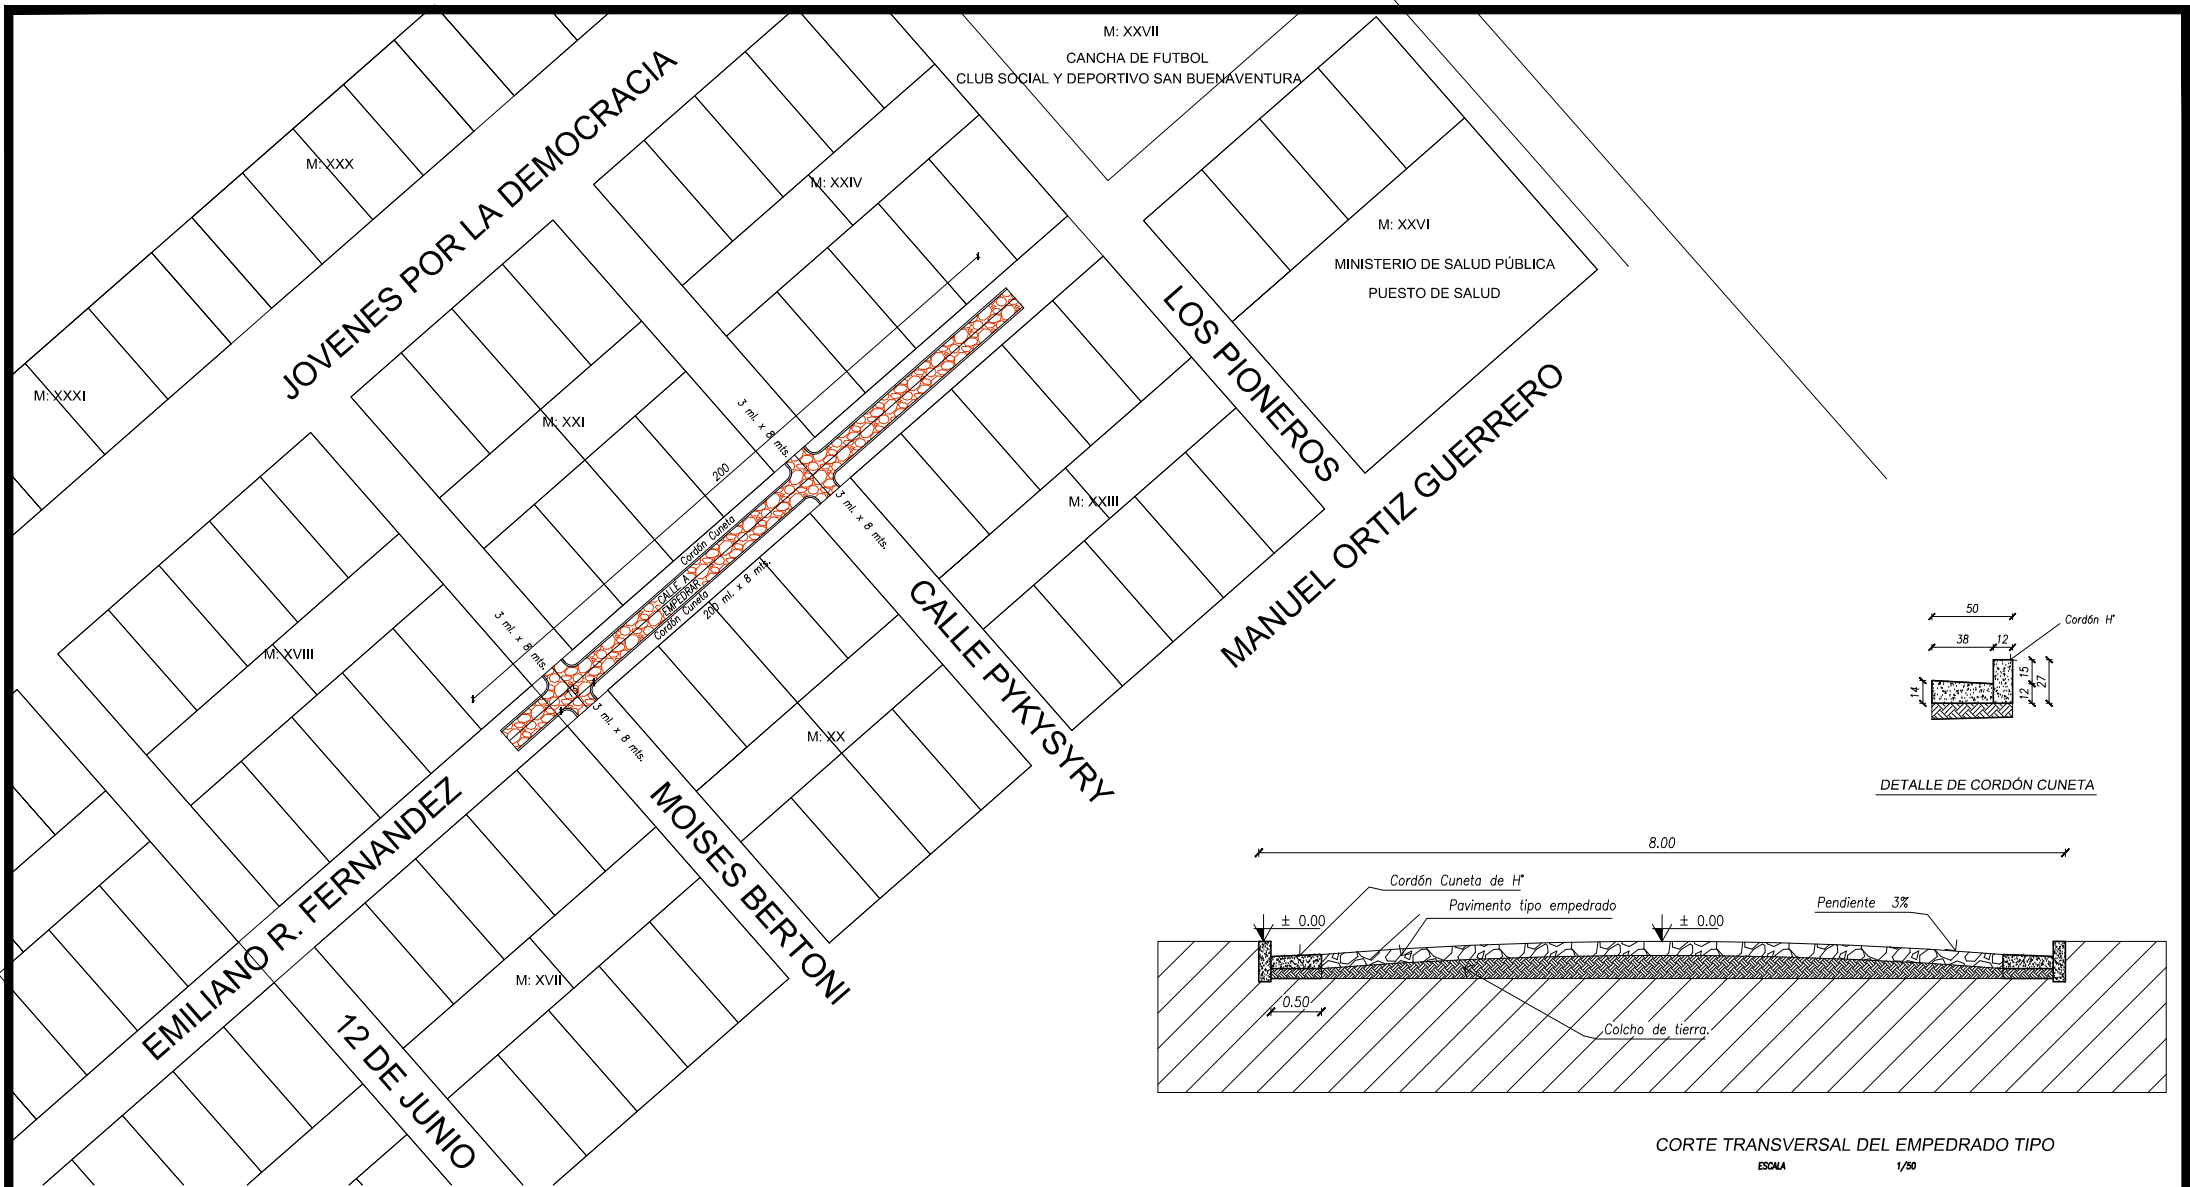 M: XXVII
CANCHA DE FUTBOL
CLUB SOCIAL Y DEPORTIVO SAN BUENAVENTURA
M: XXX
JOVENES POR LA DEMOCRACIA
M: XXIV
M: XXVI
MINISTERIO DE SALUD PÚBLICA
PUESTO DE SALUD
M: XXXI
M: XXI
LOS PIONEROS
MANUEL ORTIZ GUERRERO
3 ml. x 8 mts.
200
3 ml. x 8 mts.
M: XXIII
Cordón Cuneta
CALLE A
EMPEDRAR
Cordón Cuneta
200 ml. x 8 mts.
CALLE PYKYSYRY
3 ml. x 8 mts.
M: XVIII
3 ml. x 8 mts.
M: XX
EMILIANO R. FERNANDEZ
MOISES BERTONI
M: XVII
12 DE JUNIO
50
Cordón H°
38
12
14
15
12
27
DETALLE DE CORDÓN CUNETA
8.00
Cordón Cuneta de H°
Pavimento tipo empedrado
Pendiente 3%
± 0.00
± 0.00
0.50
Colcho de tierra.
CORTE TRANSVERSAL DEL EMPEDRADO TIPO
ESCALA 1/50